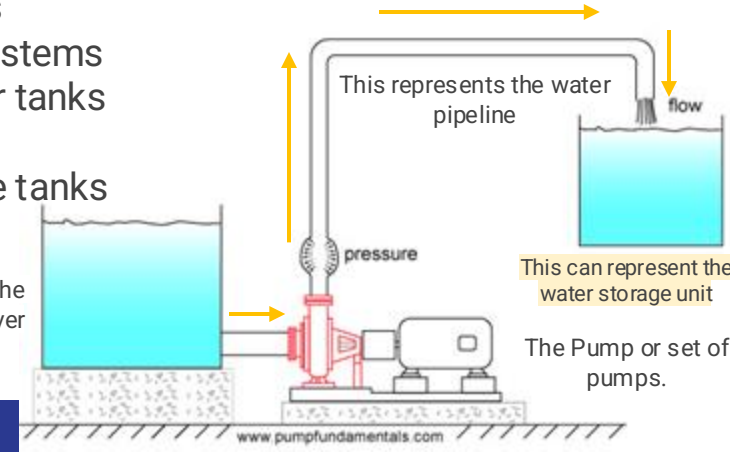 stems
r tanks
e tanks
This represents the water
pipeline
flow
pressure
he
ver
This can represent the
water storage unit
The Pump or set of
pumps.
www.pumpfundamentals.com